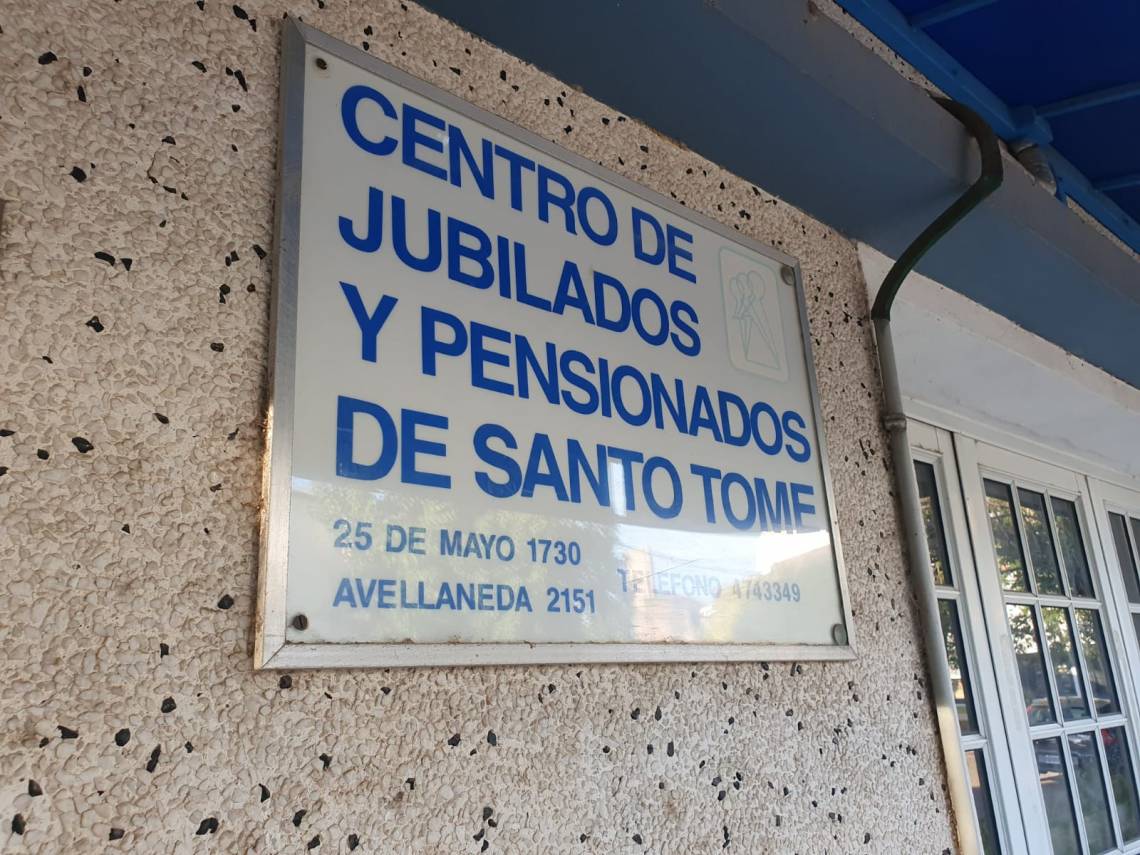 CENTRO DE
JUBILADOS
Y PENSIONADOS
DE SANTO TOME
25 DE MAYO 1730
AVELLANEDA 2151 TELEFONO 4743349